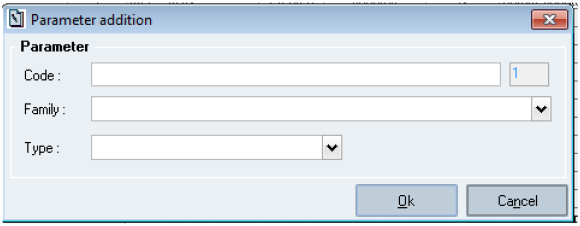 Parameter addition
Parameter
Code :
1
Family :
Type :
Ok
Cancel